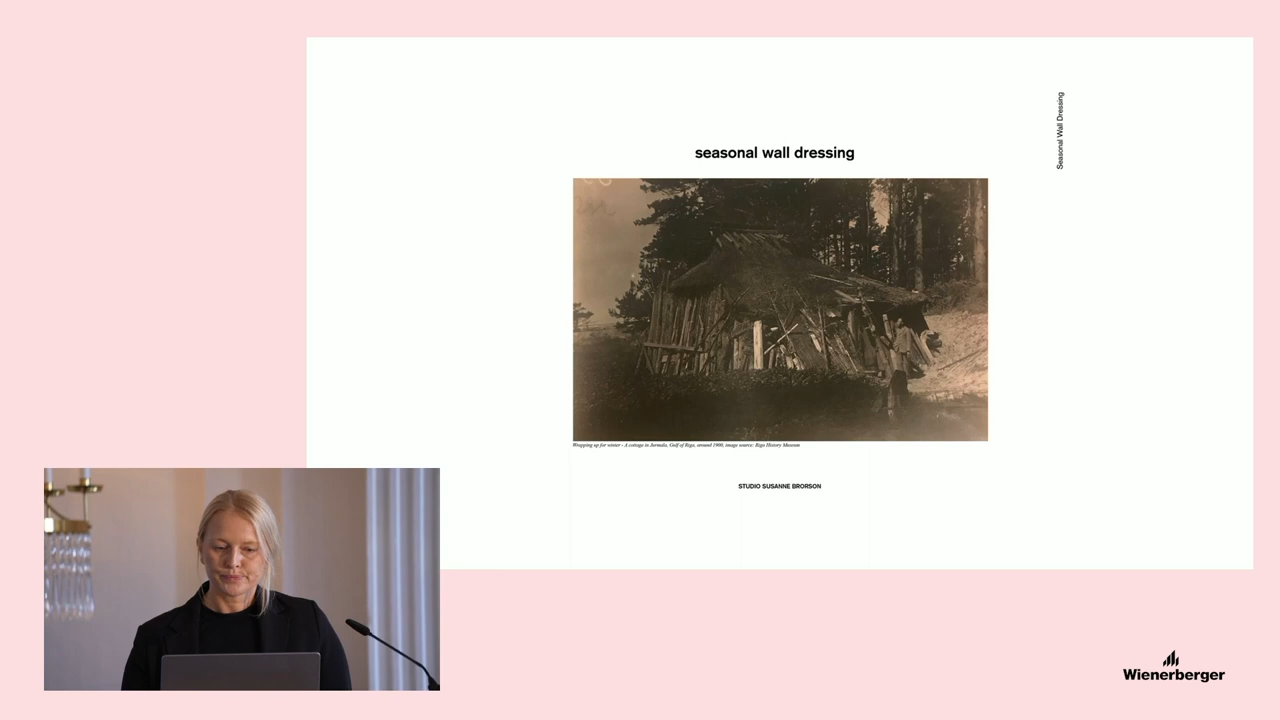 seasonal wall dressing
Seasonal Wall Dressing
Wrapping up for winter - A cottage in Jurmala, Gulf of Riga, around 1900, image source: Riga History Museum
STUDIO SUSANNE BRORSON
Wienerberger